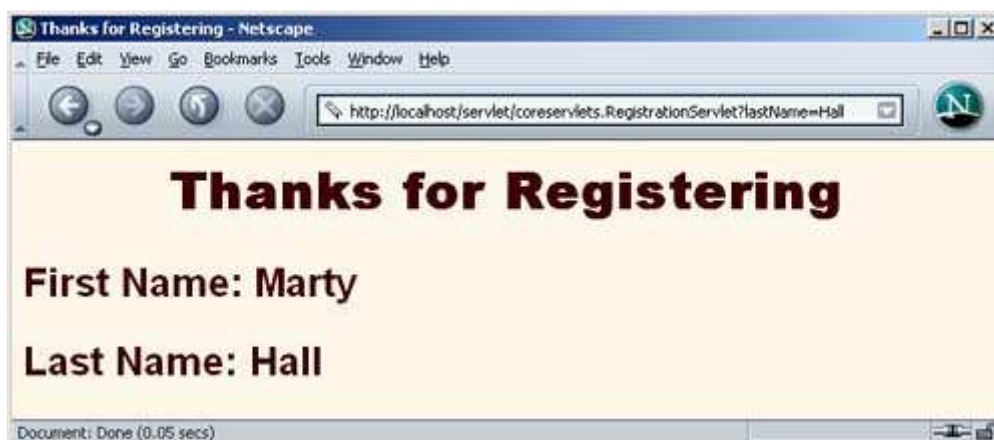 Thanks for Registering - Netscape
File Edit View Go Bookmarks Tools Window Help
http://localhost/servlet/coreservlets.RegistrationServlet?lastName=Hall
N
Thanks for Registering
First Name: Marty
Last Name: Hall
Document: Done (0.05 secs)